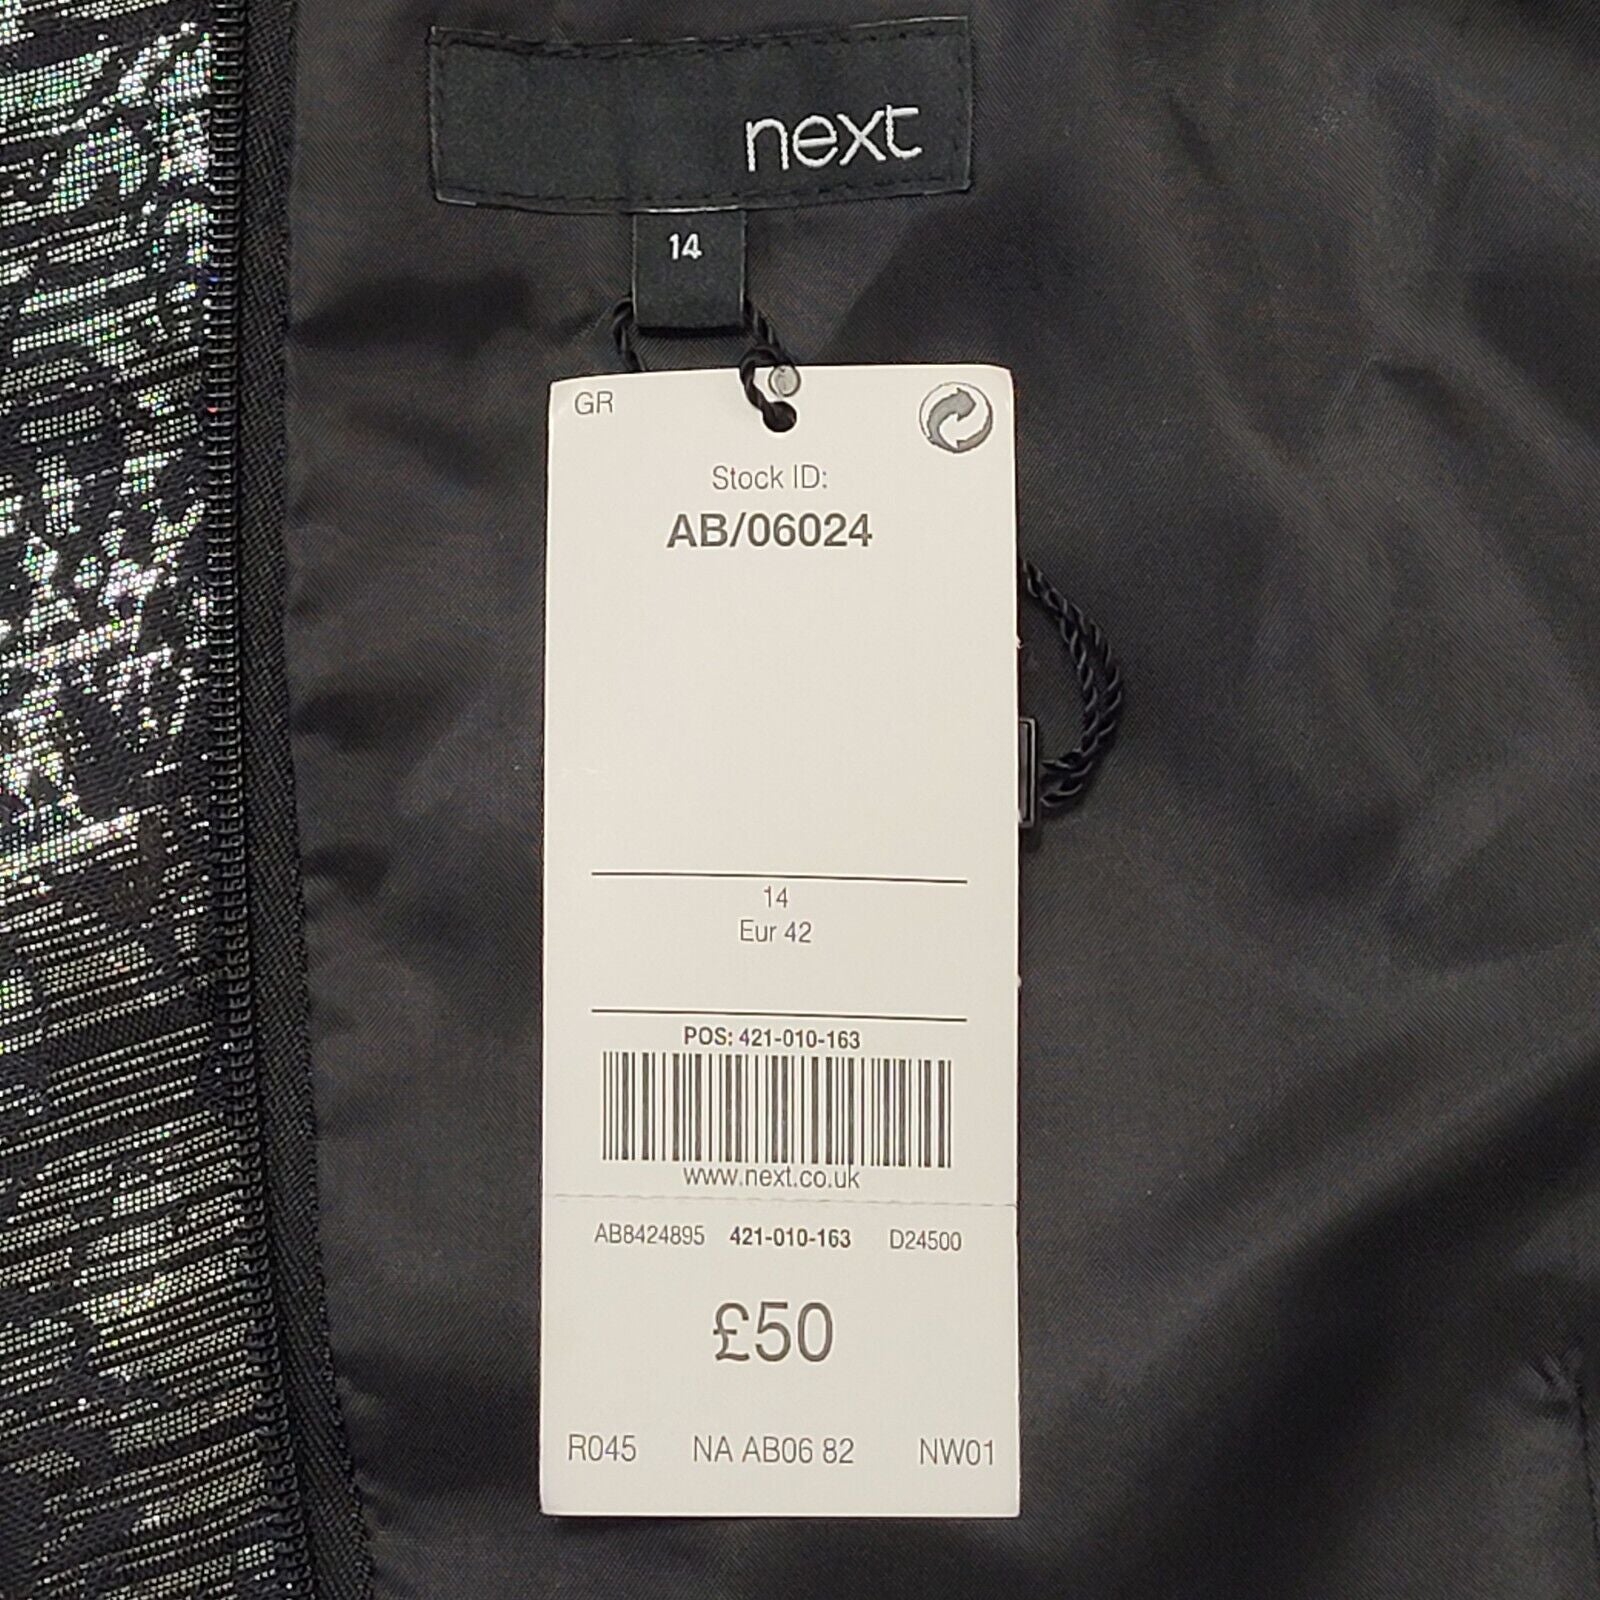 next
14
GR
Stock ID:
AB/06024
14
Eur 42
POS: 421-010-163
www.next.co.uk
AB8424895 421-010-163 D24500
£50
R045 NA AB06 82 NW01